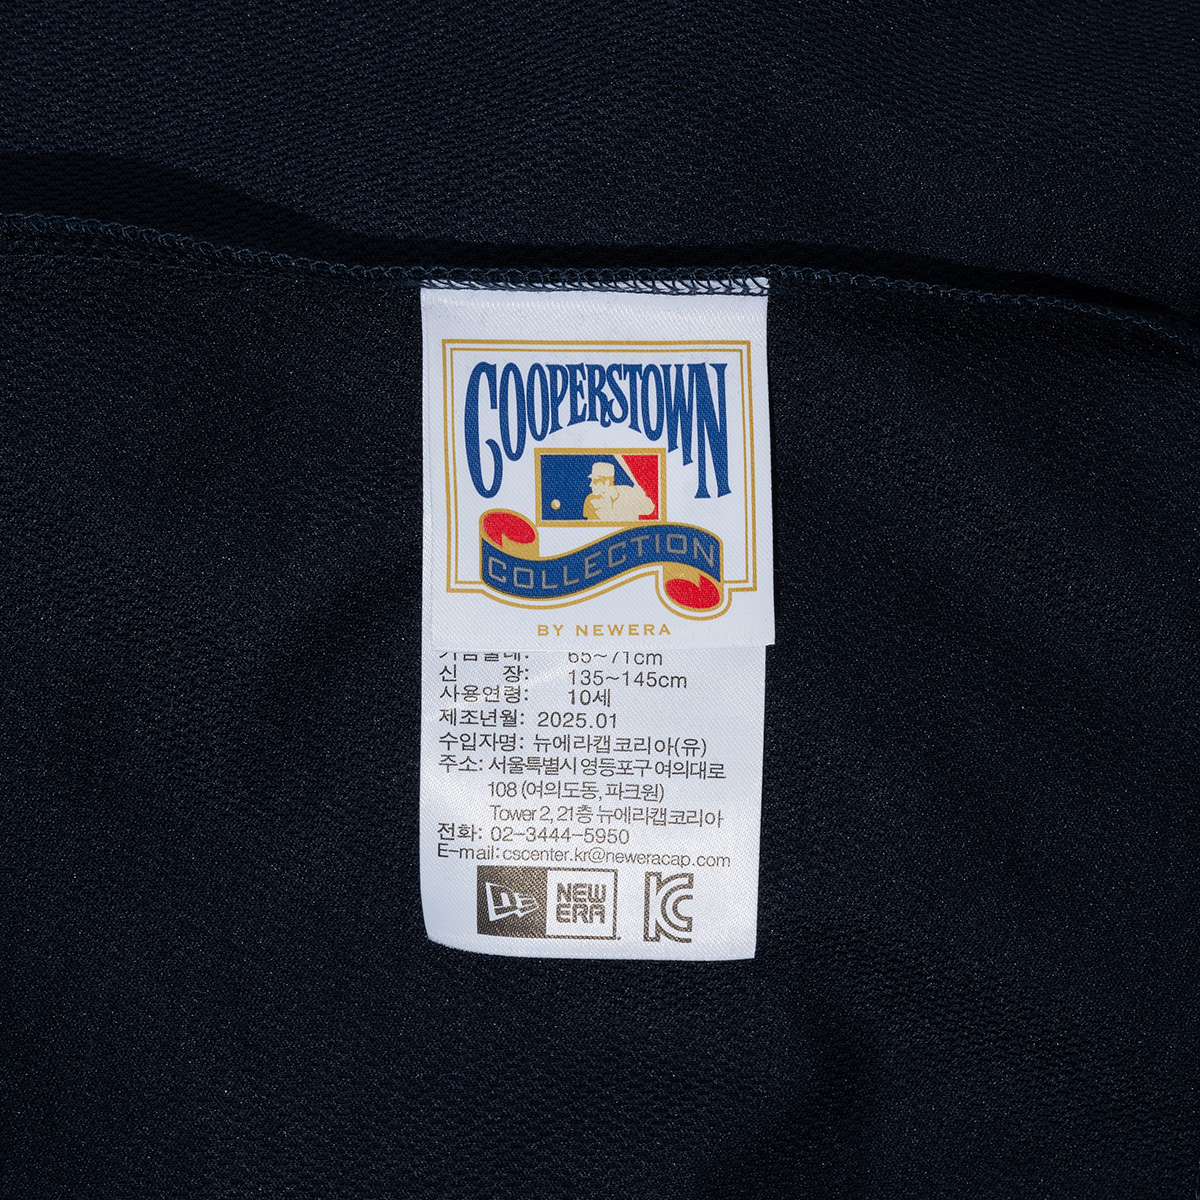 COOPERSTOWN
COLLECTION
BY NEWERA
65~71cm
신 장: 135~145cm
사용연령: 10세
제조년월: 2025.01
수입자명: 뉴에라캡코리아(유)
주소: 서울특별시 영등포구 여의대로
108 (여의도동, 파크원)
Tower 2, 21층 뉴에라캡코리아
전화: 02-3444-5950
E-mail: cscenter.kr@neweracap.com
NE NEW
ERA
KC